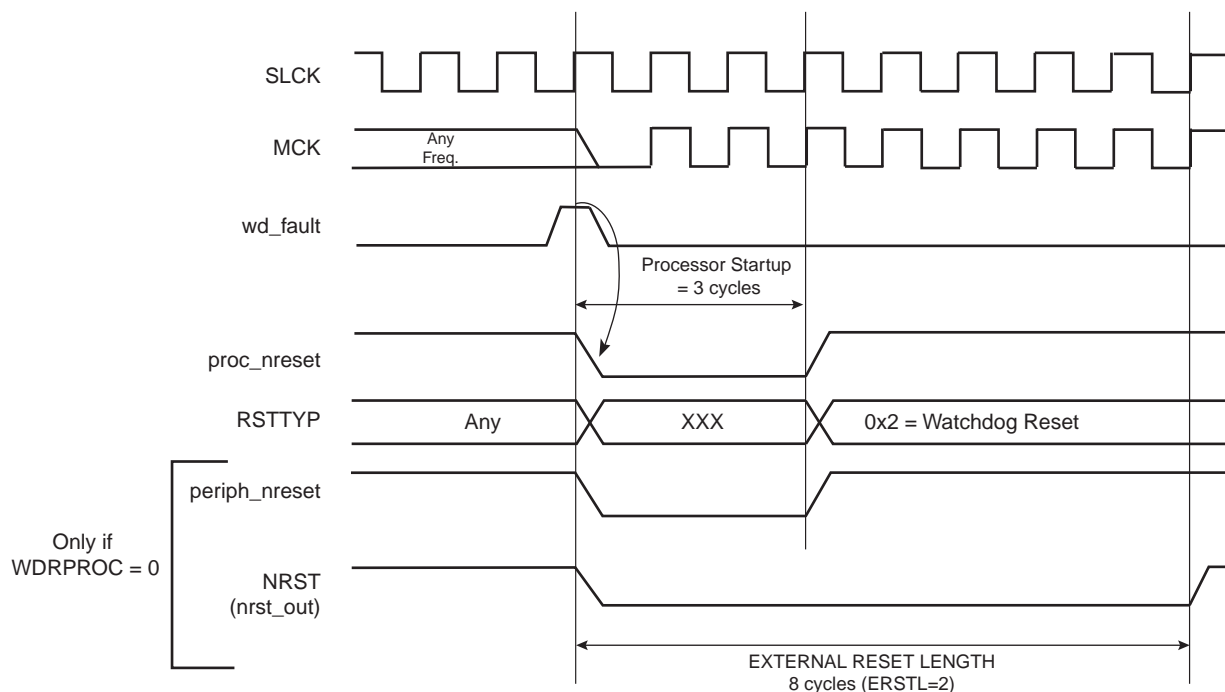 SLCK
MCK
Any
Freq.
wd_fault
Processor Startup
= 3 cycles
proc_nreset
RSTTYP
Any
XXX
0x2 = Watchdog Reset
periph_nreset
Only if
WDRPROC = 0
NRST
(nrst_out)
EXTERNAL RESET LENGTH
8 cycles (ERSTL=2)